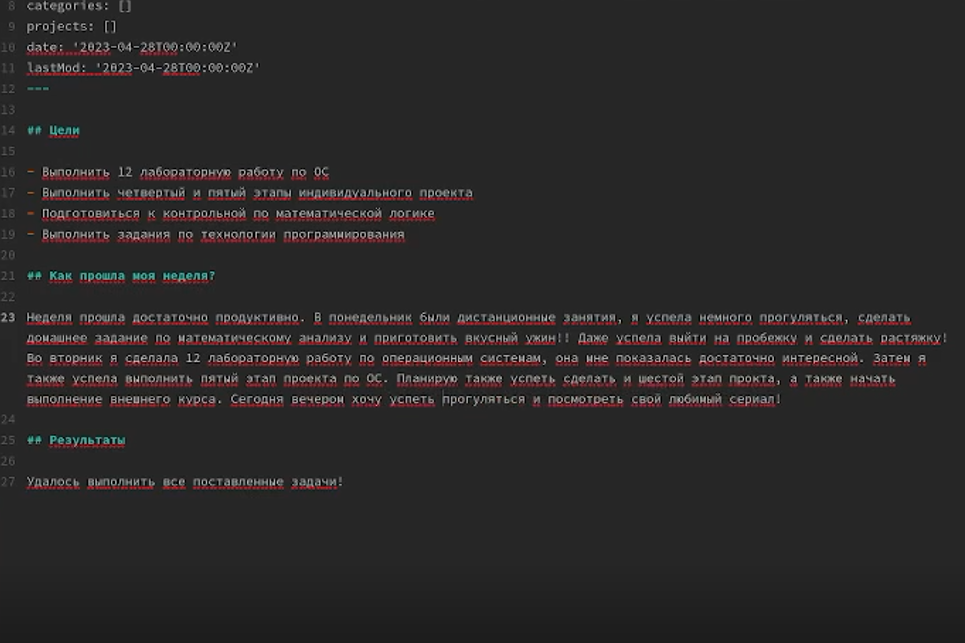 8 categories: []
9 projects: []
10 date: '2023-04-28T00:00:00Z'
11 lastMod: '2023-04-28T00:00:00Z'
12 ---
13
14 ## Цели
15
16 - Выполнить 12 лабораторную работу по ОС
17 - Выполнить четвертый и пятый этапы индивидуального проекта
18 - Подготовиться к контрольной по математической логике
19 - Выполнить задания по технологии программирования
20
21 ## Как прошла моя неделя?
22
23 Неделя прошла достаточно продуктивно. В понедельник были дистанционные занятия, я успела немного прогуляться, сделать
домашнее задание по математическому анализу и приготовить вкусный ужин!! Даже успела выйти на пробежку и сделать растяжку!
Во вторник я сделала 12 лабораторную работу по операционным системам, она мне показалась достаточно интересной. Затем я
также успела выполнить пятый этап проекта по ОС. Планирую также успеть сделать и шестой этап прокта, а также начать
выполнение внешнего курса. Сегодня вечером хочу успеть прогуляться и посмотреть свой любимый сериал!
24
25 ## Результаты
26
27 Удалось выполнить все поставленные задачи!